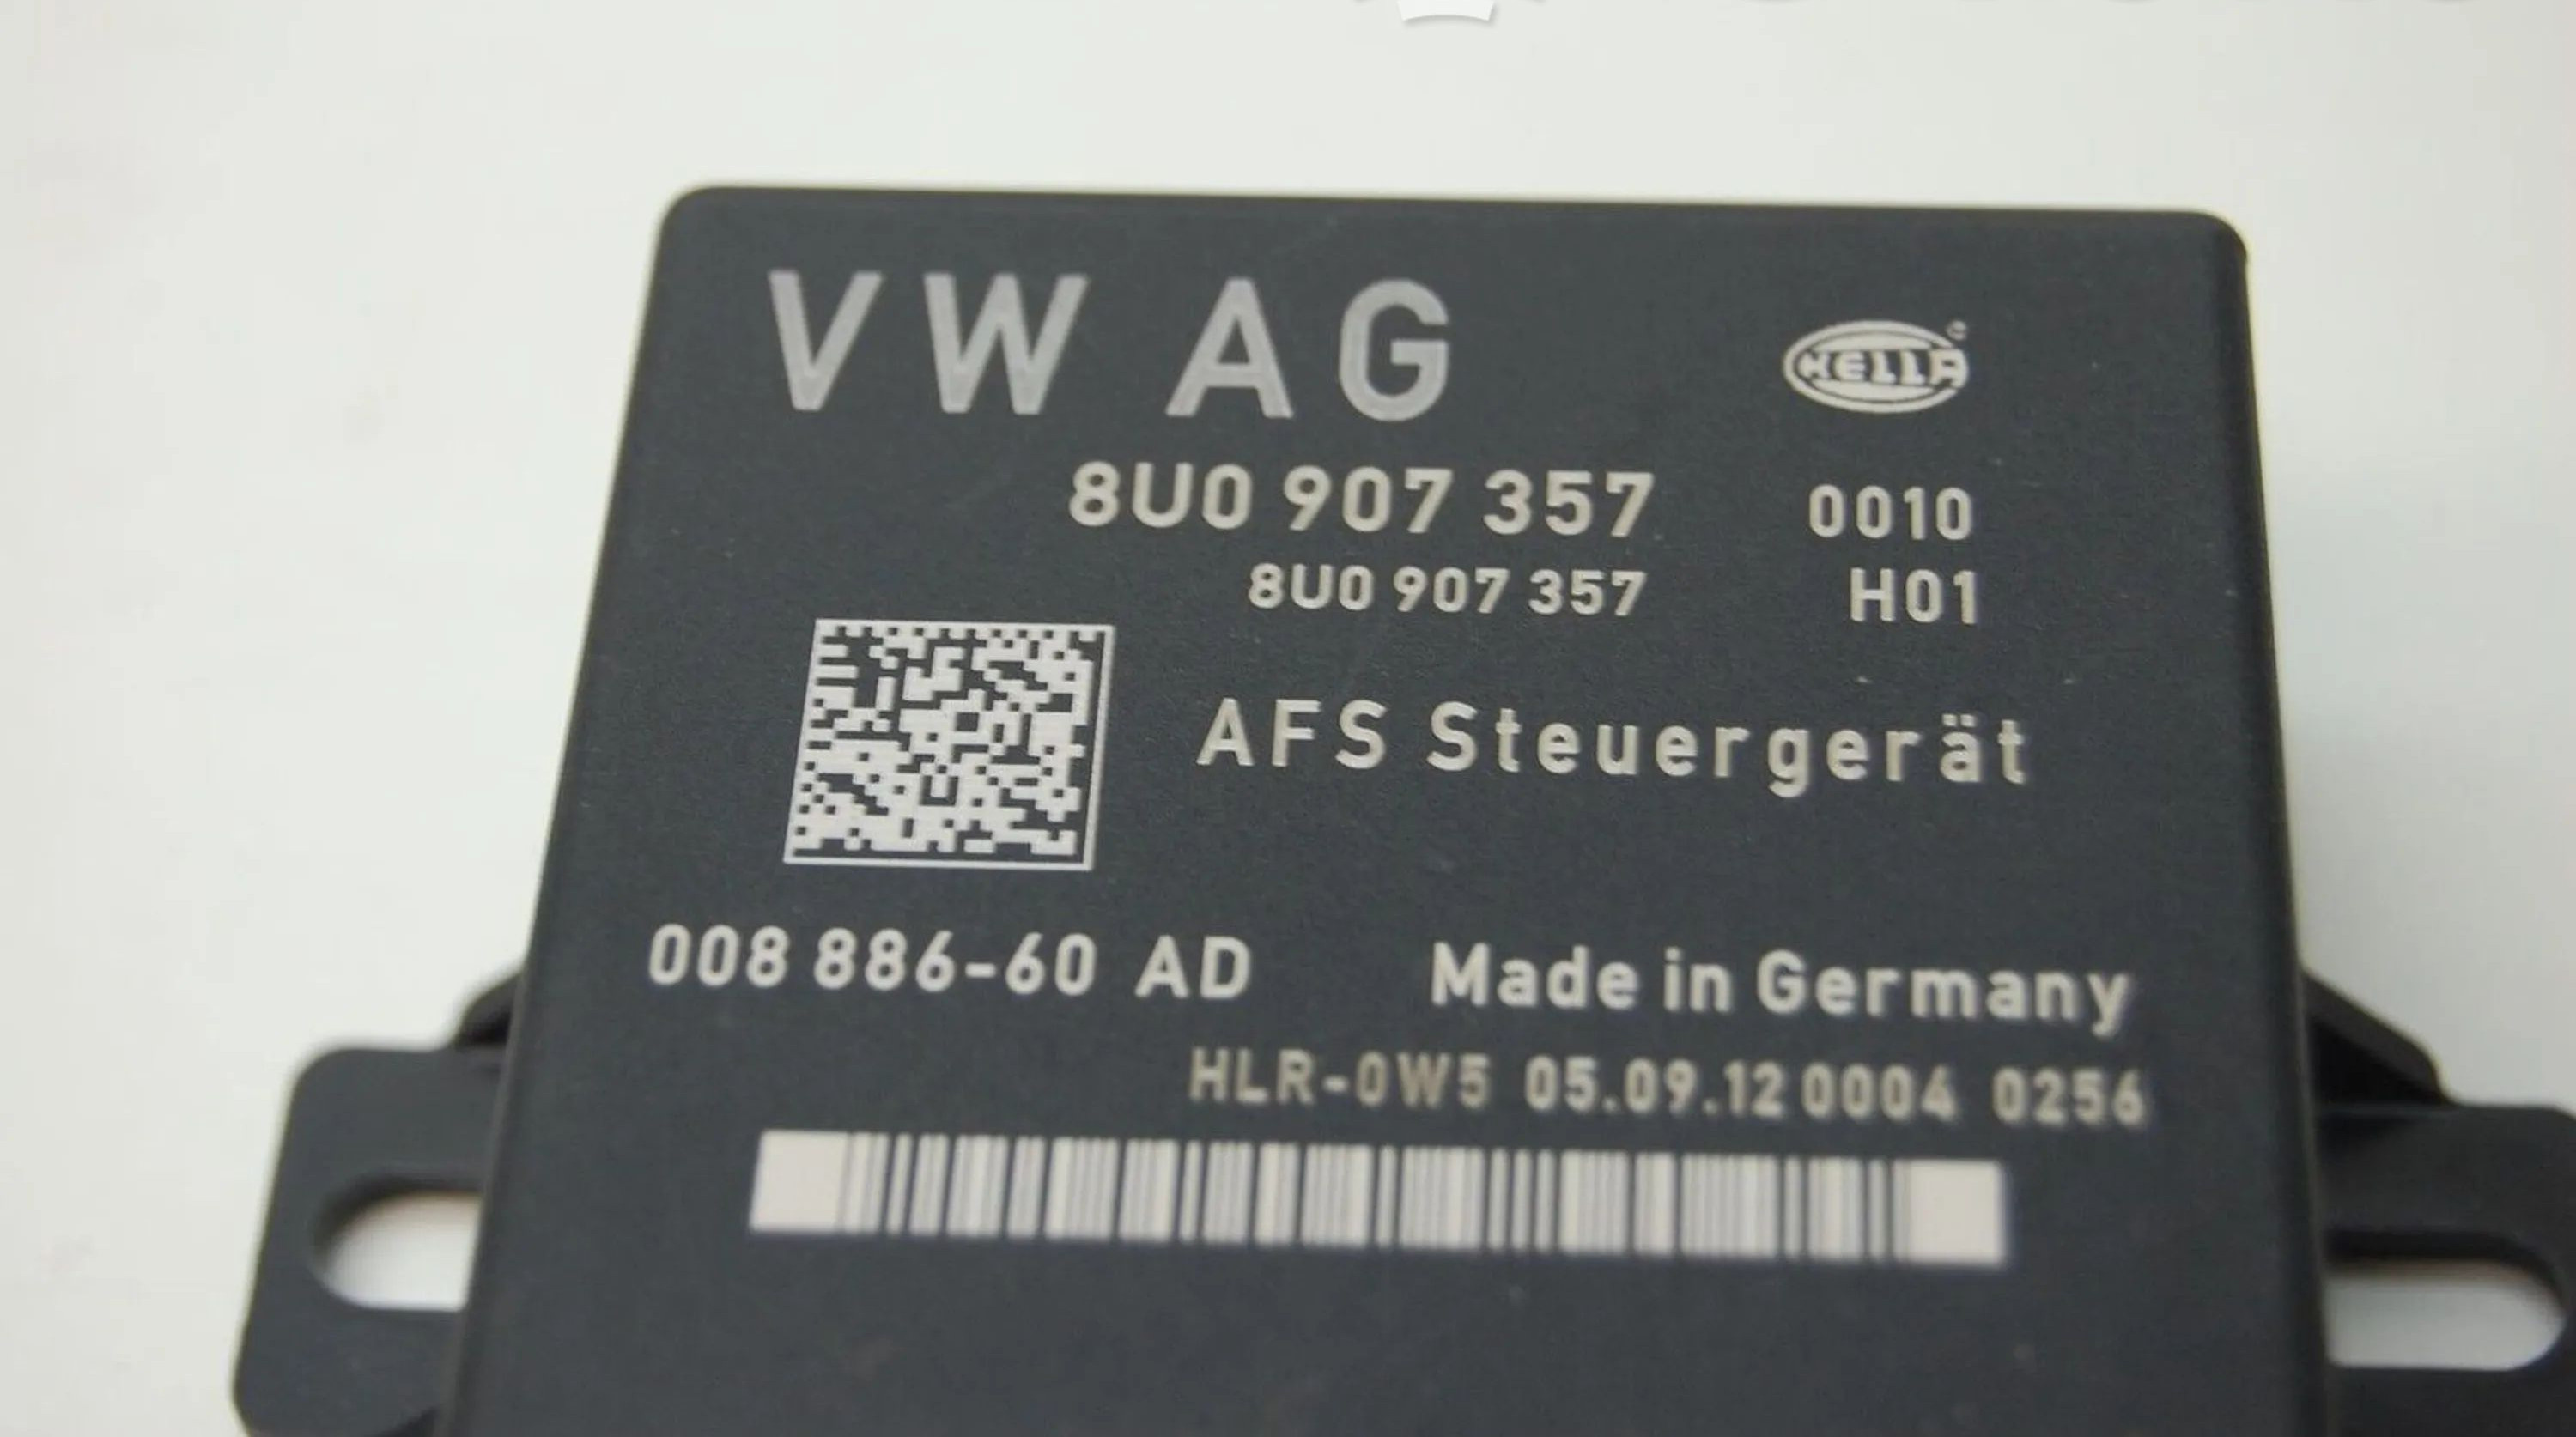 VW AG
HELLA
8U0 907 357 0010
8U0 907 357 H01
AFS Steuergerät
008 886-60 AD Made in Germany
HLR-0W5 05.09.12 0004 0256